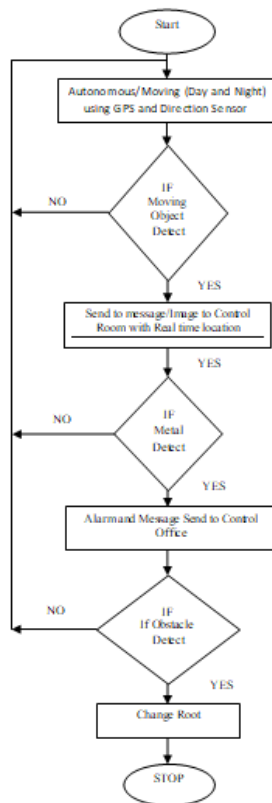 Start
Autonomous/Moving (Day and Night)
using GPS and Direction Sensor
IF
Moving
Object
Detect
NO
YES
Send to message/Image to Control
Room with Real time location
YES
IF
Metal
Detect
NO
YES
Alarm and Message Send to Control
Office
IF
If Obstacle
Detect
NO
YES
Change Root
STOP